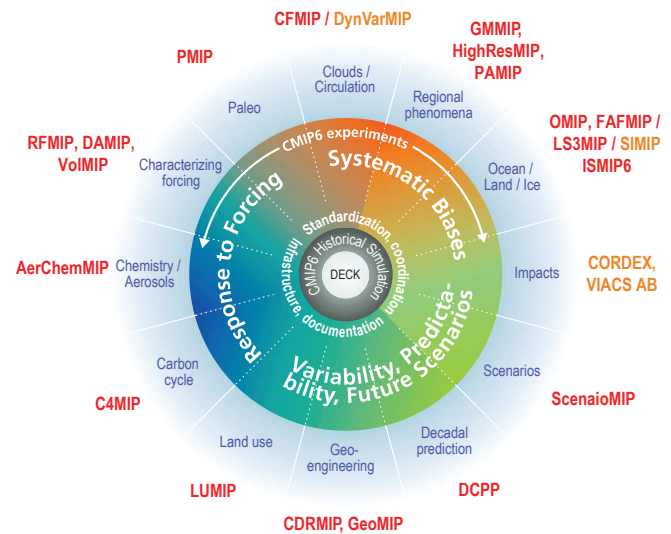 CFMIP / DynVarMIP
GMMIP,
HighResMIP,
PAMIP
PMIP
Clouds /
Circulation
Regional
phenomena
Paleo
OMIP, FAFMIP /
LS3MIP / SIMIP
ISMIP6
RFMIP, DAMIP,
VolMIP
Characterizing
forcing
Ocean /
Land / Ice
CMIP6 experiments
Systematic Biases
Response to Forcing
Standardization, coordination
Infrastructure, documentation
CMIP6 Historical Simulation
DECK
AerChemMIP
Chemistry /
Aerosols
Impacts
CORDEX,
VIACS AB
Variability, Predicta-
bility, Future Scenarios
Carbon
cycle
Scenarios
C4MIP
ScenaioMIP
Land use
Geo-
engineering
Decadal
prediction
LUMIP
DCPP
CDRMIP, GeoMIP